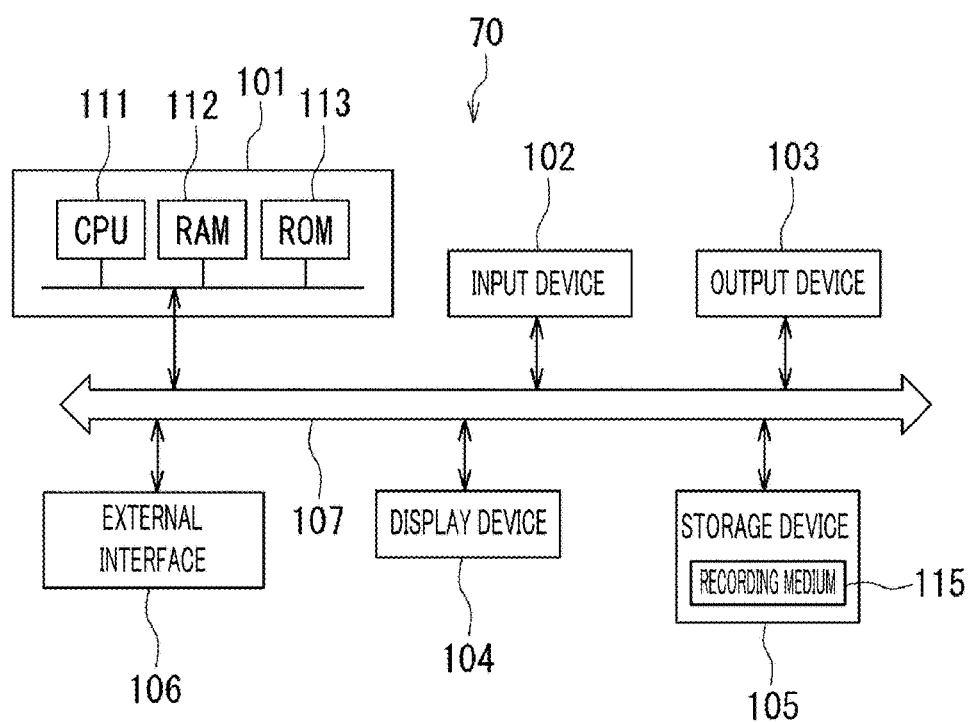 70
101
111
112
113
102
103
CPU
RAM
ROM
INPUT DEVICE
OUTPUT DEVICE
107
EXTERNAL
INTERFACE
DISPLAY DEVICE
STORAGE DEVICE
RECORDING MEDIUM
115
106
104
105